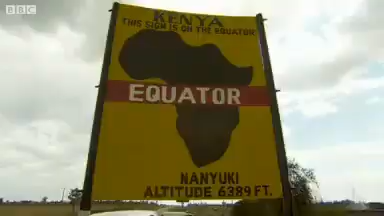 BBC
KENYA
THIS SIGN IS ON THE EQUATOR
EQUATOR
NANYUKI
ALTITUDE 6389 FT.